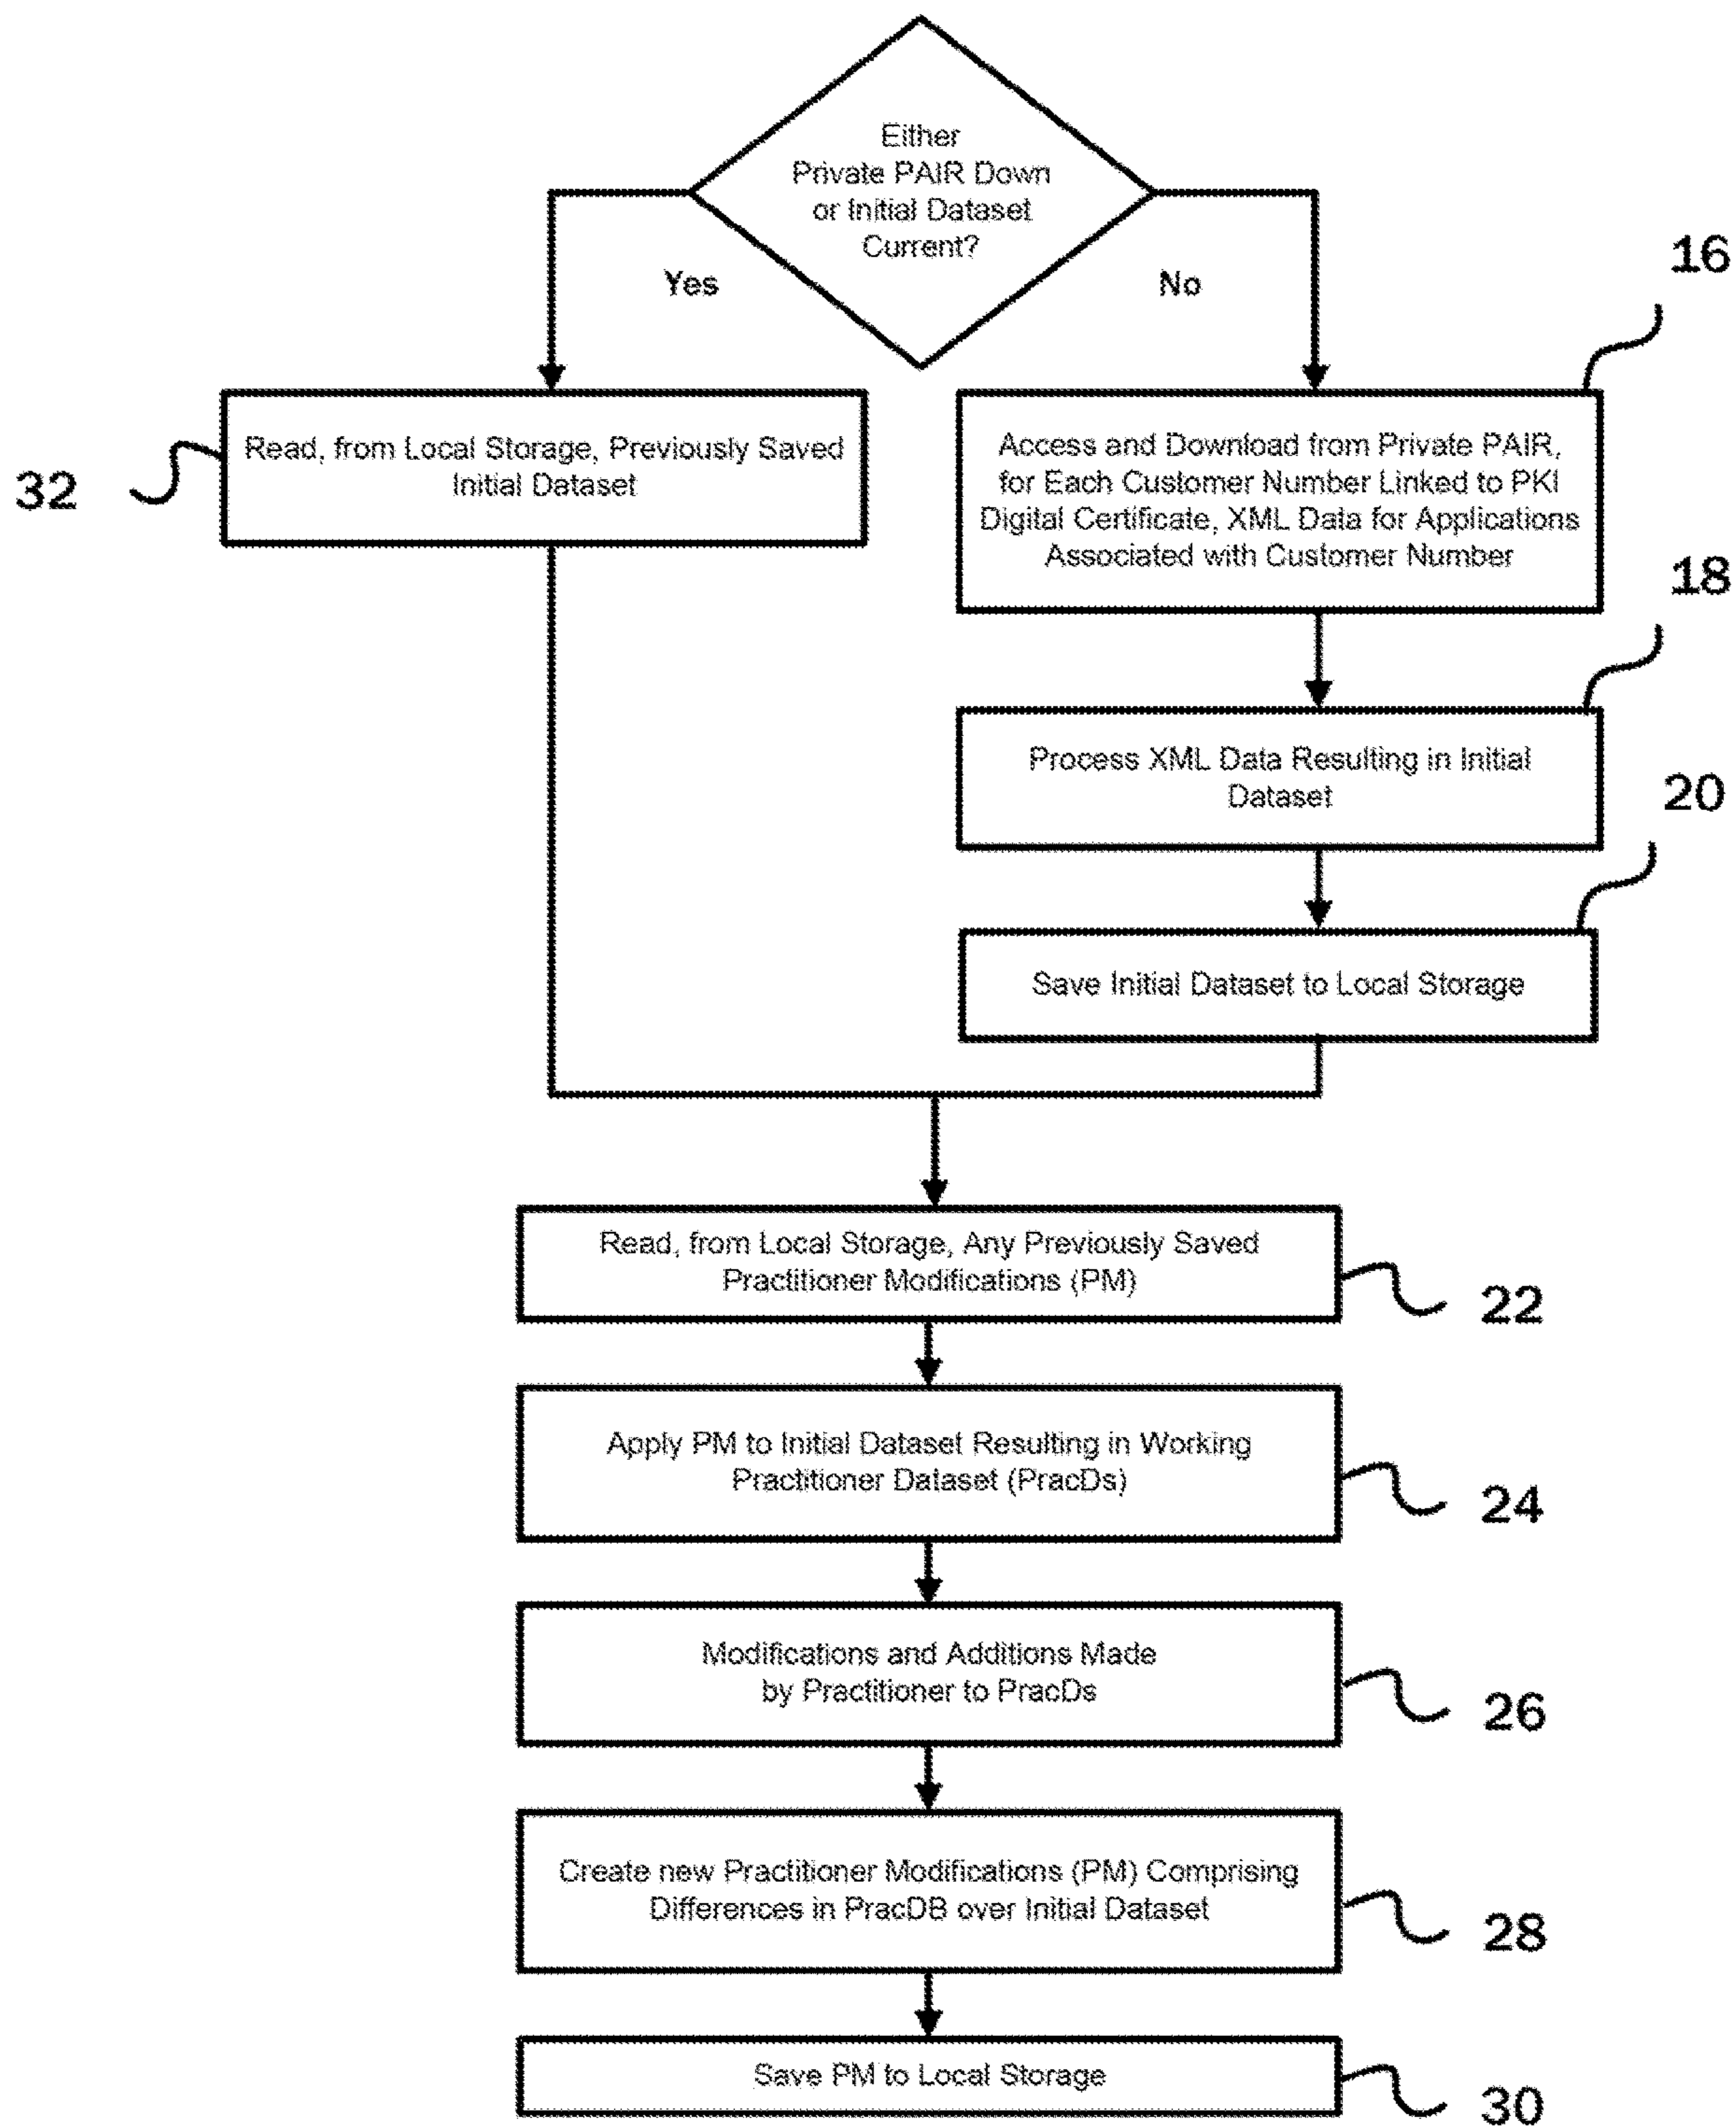 Either
Private PAIR Down
or Initial Dataset
Current?
Yes
No
16
32
Read, from Local Storage, Previously Saved
Initial Dataset
Access and Download from Private PAIR,
for Each Customer Number Linked to PKI
Digital Certificate, XML Data for Applications
Associated with Customer Number
18
Process XML Data Resulting in Initial
Dataset
20
Save Initial Dataset to Local Storage
Read, from Local Storage, Any Previously Saved
Practitioner Modifications (PM)
22
Apply PM to Initial Dataset Resulting in Working
Practitioner Dataset (PracDs)
24
Modifications and Additions Made
by Practitioner to PracDs
26
Create new Practitioner Modifications (PM) Comprising
Differences in PracDB over Initial Dataset
28
Save PM to Local Storage
30